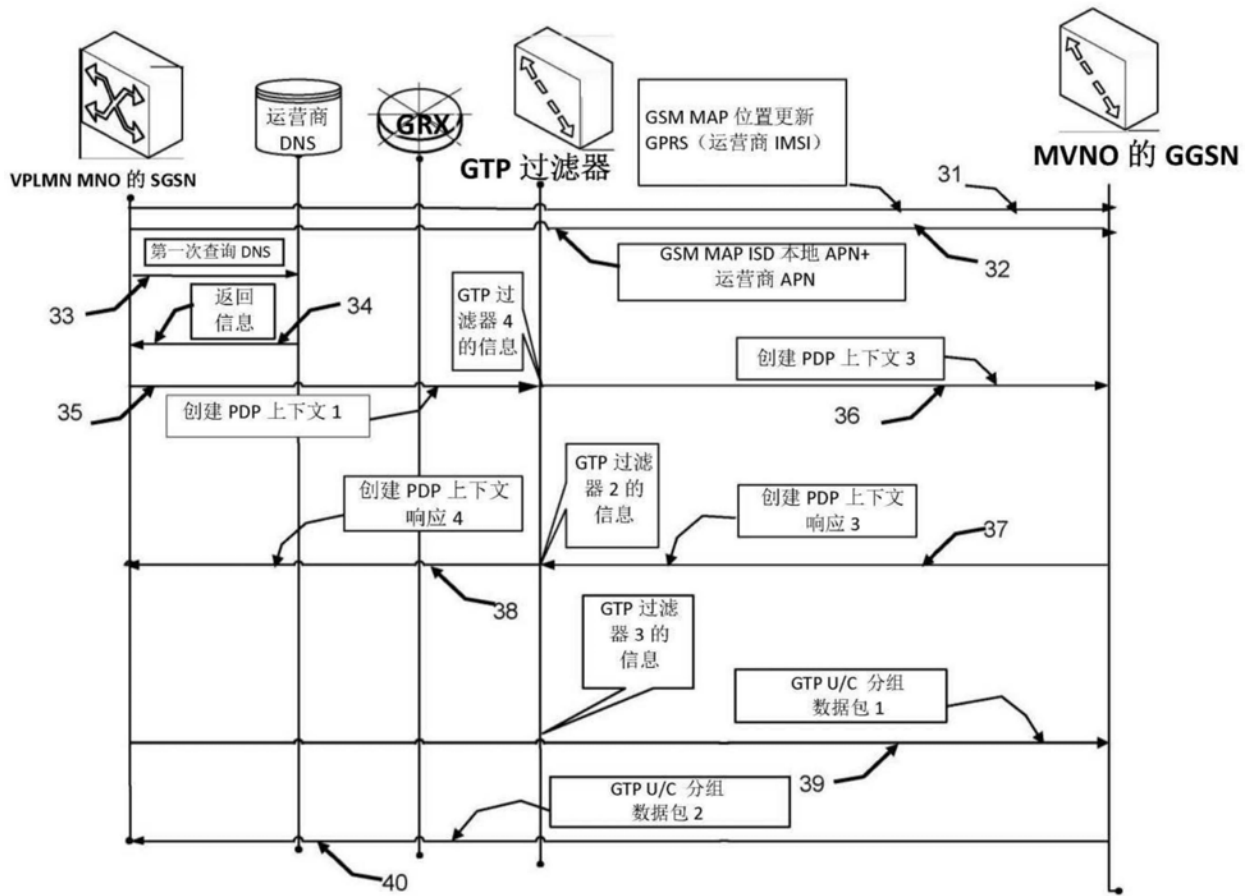 运营商
DNS
GRX
GTP 过滤器
VPLMN MNO 的 SGSN
MVNO 的 GGSN
GSM MAP 位置更新
GPRS（运营商 IMSI）
31
第一次查询 DNS
GSM MAP ISD 本地 APN+
运营商 APN
32
33
返回
信息
34
GTP 过
滤器 4
的信息
创建 PDP 上下文 3
35
创建 PDP 上下文 1
36
创建 PDP 上下文
响应 4
GTP 过滤
器 2 的
信息
创建 PDP 上下文
响应 3
37
38
GTP 过滤
器 3 的
信息
GTP U/C 分组
数据包 1
39
GTP U/C 分组
数据包 2
40